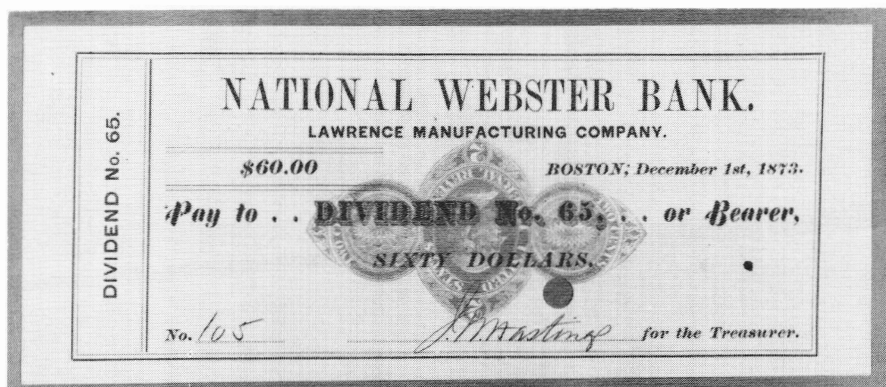 DIVIDEND No. 65.
NATIONAL WEBSTER BANK.
LAWRENCE MANUFACTURING COMPANY.
$60.00
BOSTON; December 1st, 1873.
Pay to . . DIVIDEND No. 65, . . or Bearer,
SIXTY DOLLARS.
No. 105 J. W. Hastings for the Treasurer.